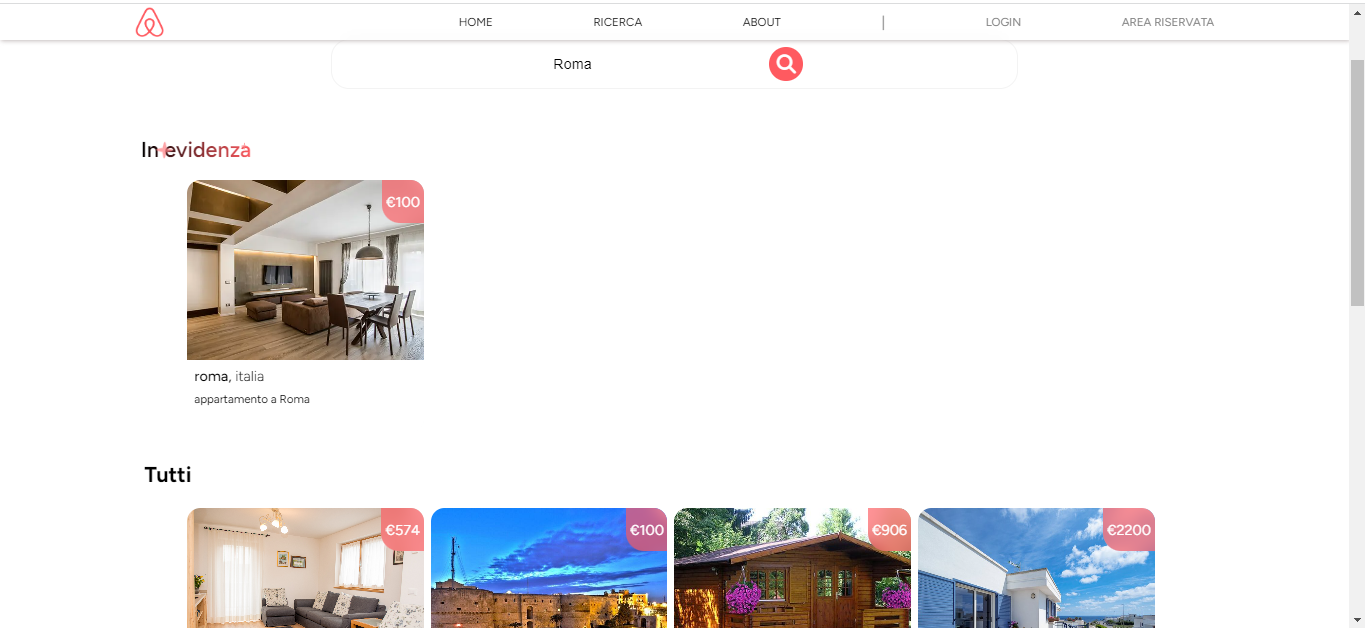 HOME RICERCA ABOUT | LOGIN AREA RISERVATA
Roma
In evidenza
€100
roma, italia
appartamento a Roma
Tutti
€574 €100 €906 €2200